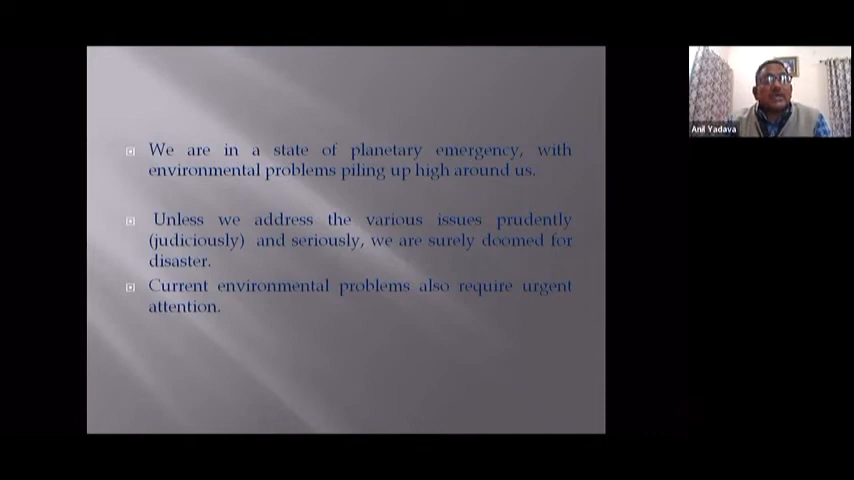 We are in a state of planetary emergency, with
environmental problems piling up high around us.
Unless we address the various issues prudently
(judiciously) and seriously, we are surely doomed for
disaster.
Current environmental problems also require urgent
attention.
Anil Yadava